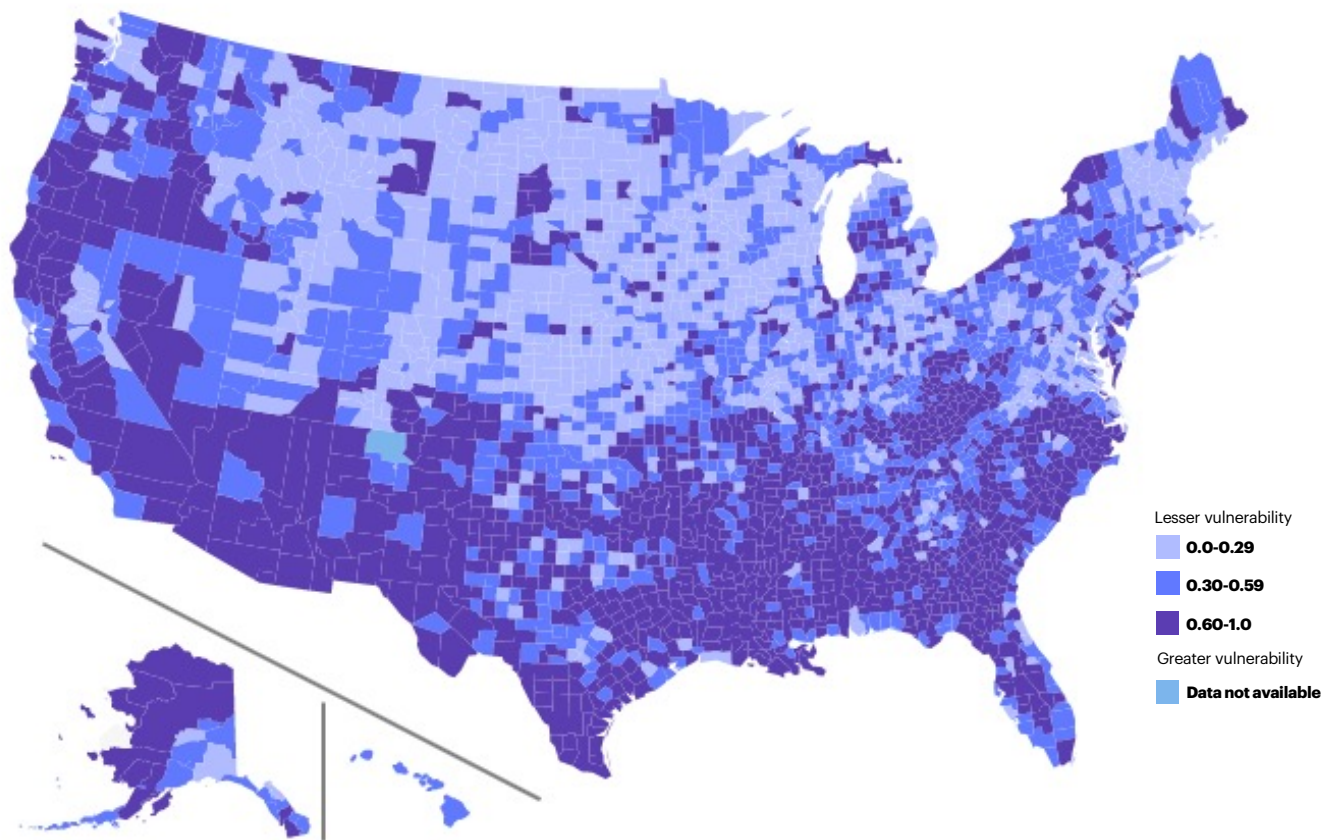 Lesser vulnerability
0.0-0.29
0.30-0.59
0.60-1.0
Greater vulnerability
Data not available